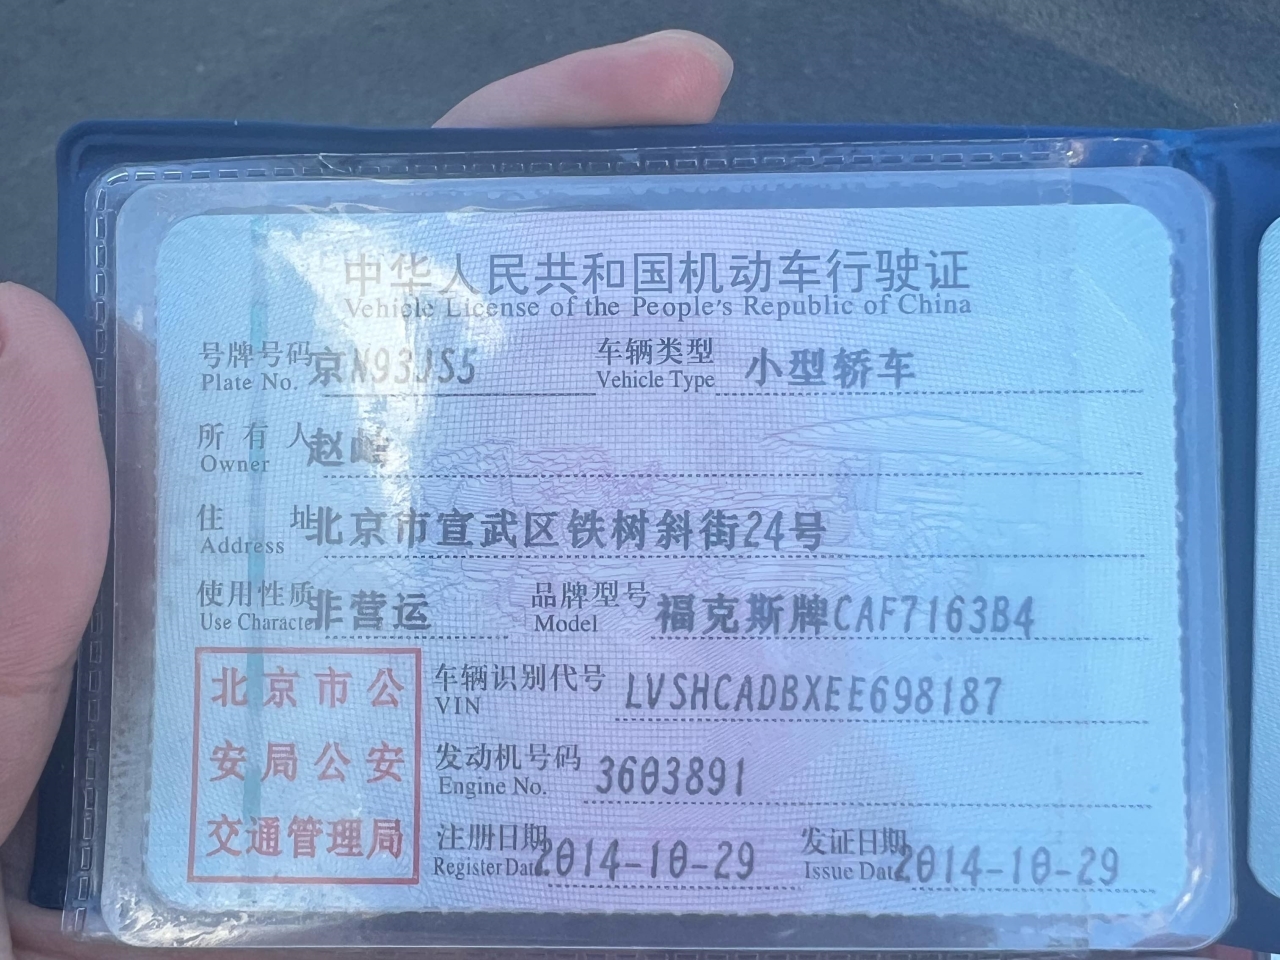 中华人民共和国机动车行驶证
Vehicle License of the People's Republic of China
号牌号码 京N93JS5 车辆类型 小型轿车
Plate No. Vehicle Type
所有人 赵峰
Owner
住址 北京市宣武区铁树斜街24号
Address
使用性质 非营运 品牌型号 福克斯牌CAF7163B4
Use Character Model
北京市公
安局公安
交通管理局
车辆识别代号 LVSHCADBXEE698187
VIN
发动机号码 3603891
Engine No.
注册日期 2014-10-29 发证日期 2014-10-29
Register Date Issue Date